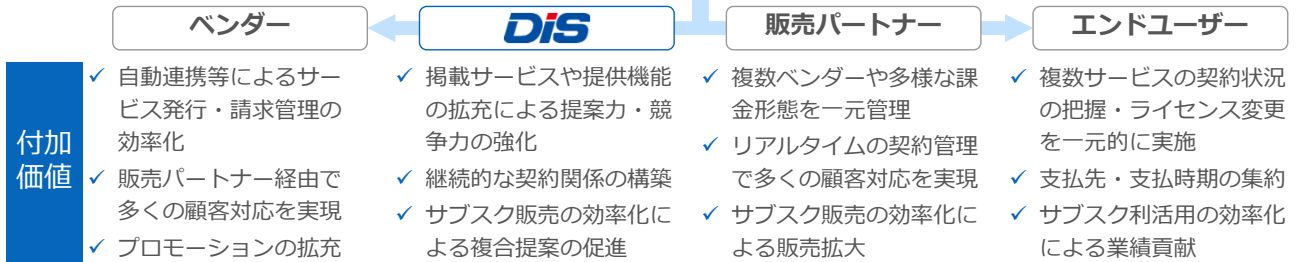 ベンダー
DiS
販売パートナー
エンドユーザー
付加
価値
✓ 自動連携等によるサー
ビス発行・請求管理の
効率化
✓ 販売パートナー経由で
多くの顧客対応を実現
✓ プロモーションの拡充
✓ 掲載サービスや提供機能
の拡充による提案力・競
争力の強化
✓ 継続的な契約関係の構築
✓ サブスク販売の効率化に
よる複合提案の促進
✓ 複数ベンダーや多様な課
金形態を一元管理
✓ リアルタイムの契約管理
で多くの顧客対応を実現
✓ サブスク販売の効率化に
よる販売拡大
✓ 複数サービスの契約状況
の把握・ライセンス変更
を一元的に実施
✓ 支払先・支払時期の集約
✓ サブスク利活用の効率化
による業績貢献